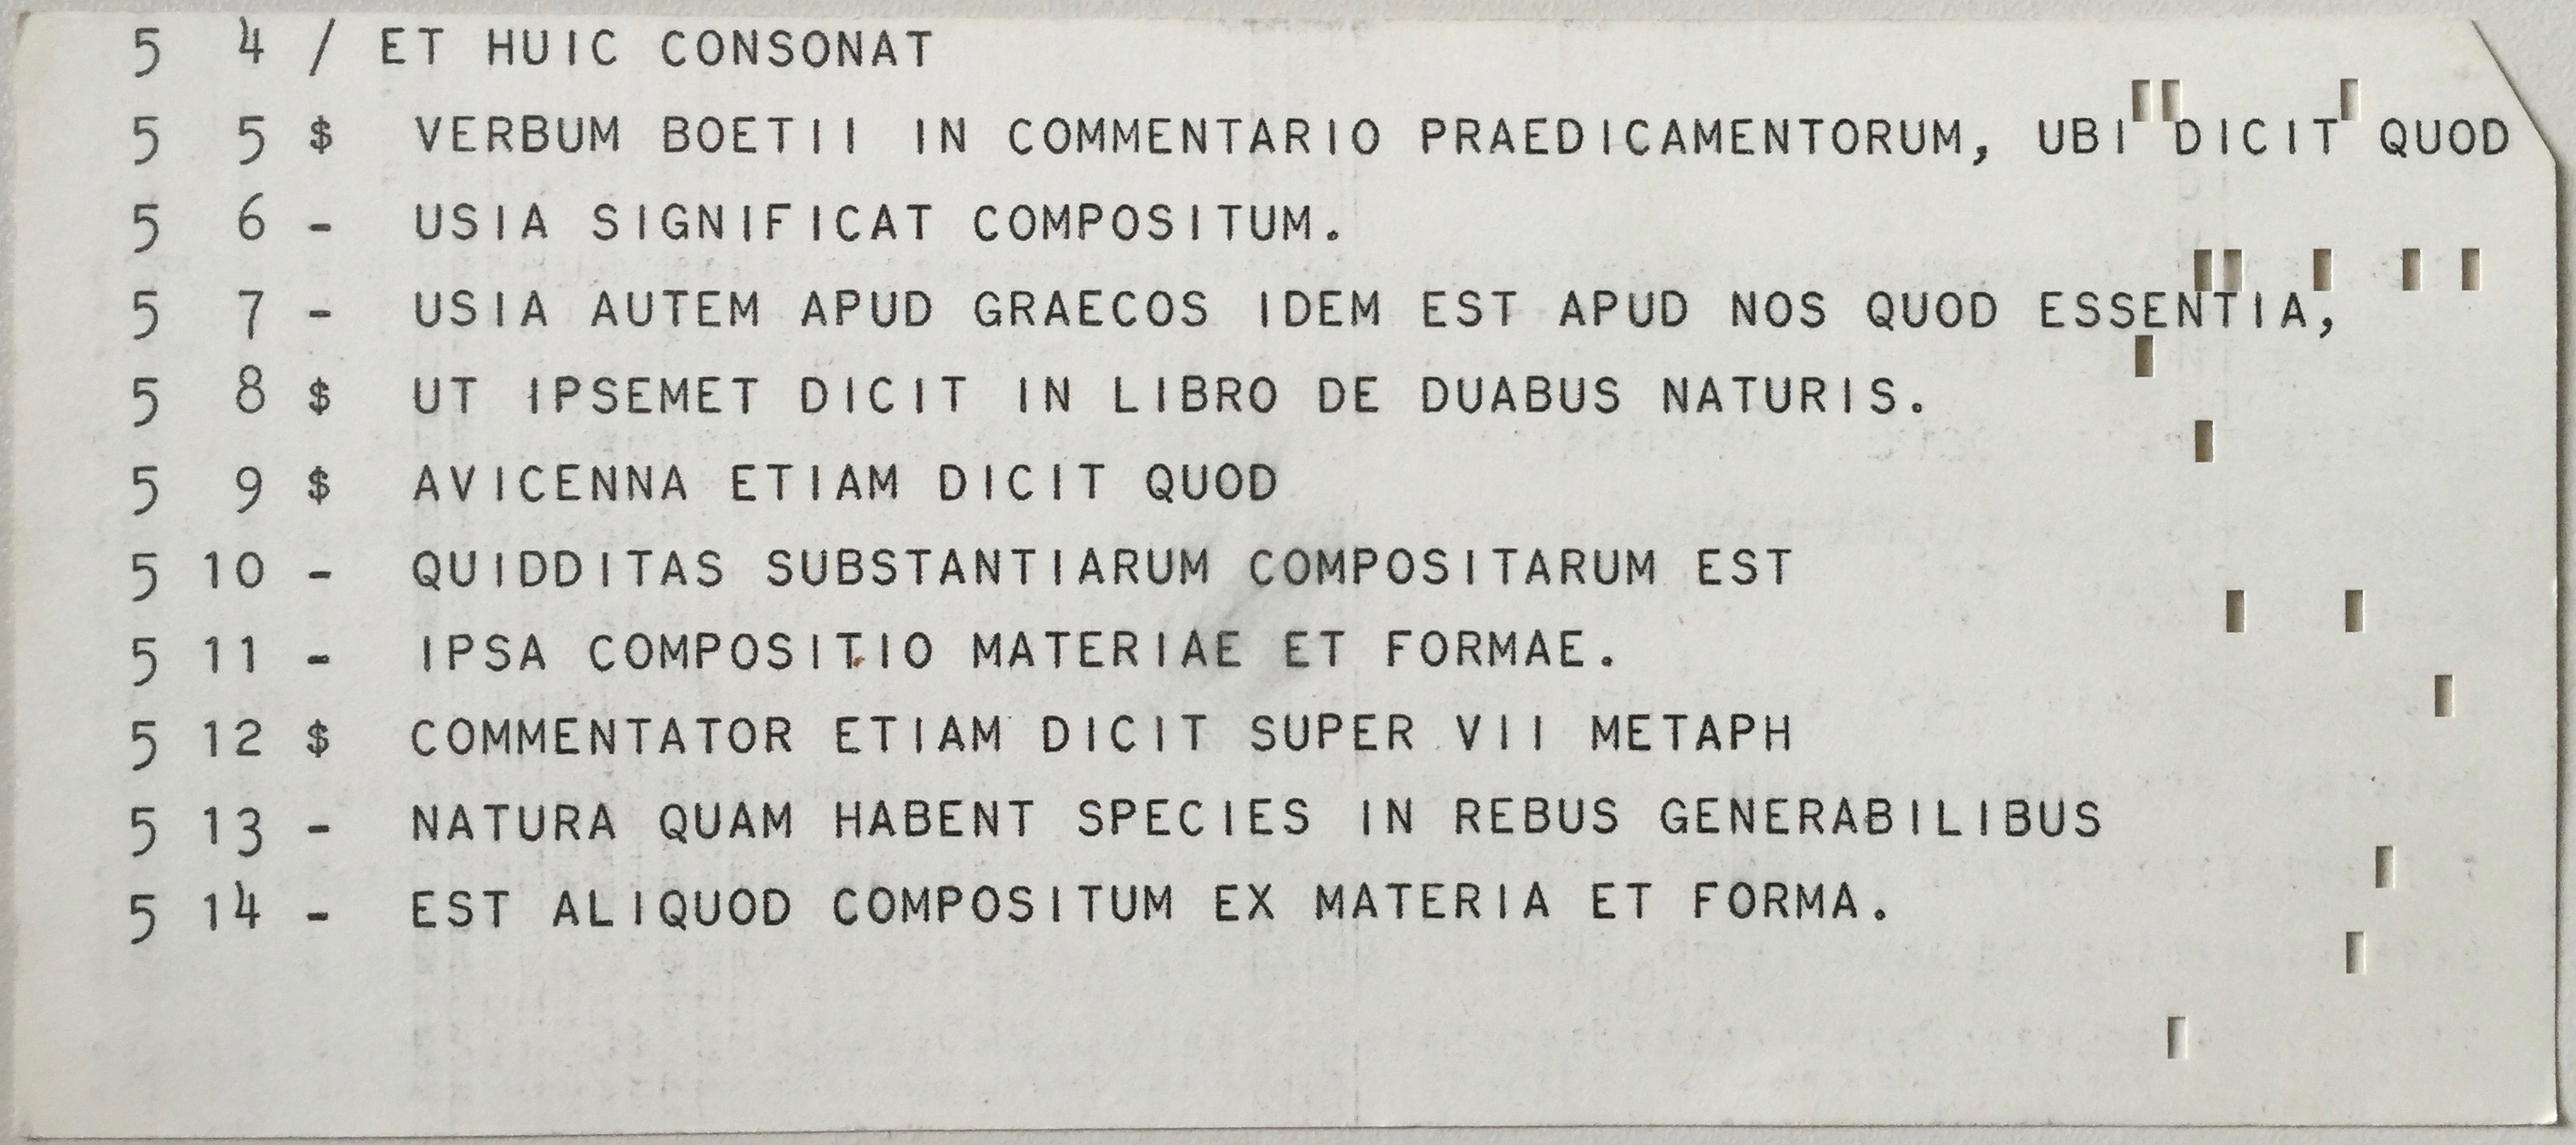 5 4 / ET HUIC CONSONAT
5 5 $ VERBUM BOETII IN COMMENTARIO PRAEDICAMENTORUM, UBI DICIT QUOD
5 6 - USIA SIGNIFICAT COMPOSITUM.
5 7 - USIA AUTEM APUD GRAECOS IDEM EST APUD NOS QUOD ESSENTIA,
5 8 $ UT IPSEMET DICIT IN LIBRO DE DUABUS NATURIS.
5 9 $ AVICENNA ETIAM DICIT QUOD
5 10 - QUIDDITAS SUBSTANTIARUM COMPOSITARUM EST
5 11 - IPSA COMPOSITIO MATERIAE ET FORMAE.
5 12 $ COMMENTATOR ETIAM DICIT SUPER VII METAPH
5 13 - NATURA QUAM HABENT SPECIES IN REBUS GENERABILIBUS
5 14 - EST ALIQUOD COMPOSITUM EX MATERIA ET FORMA.